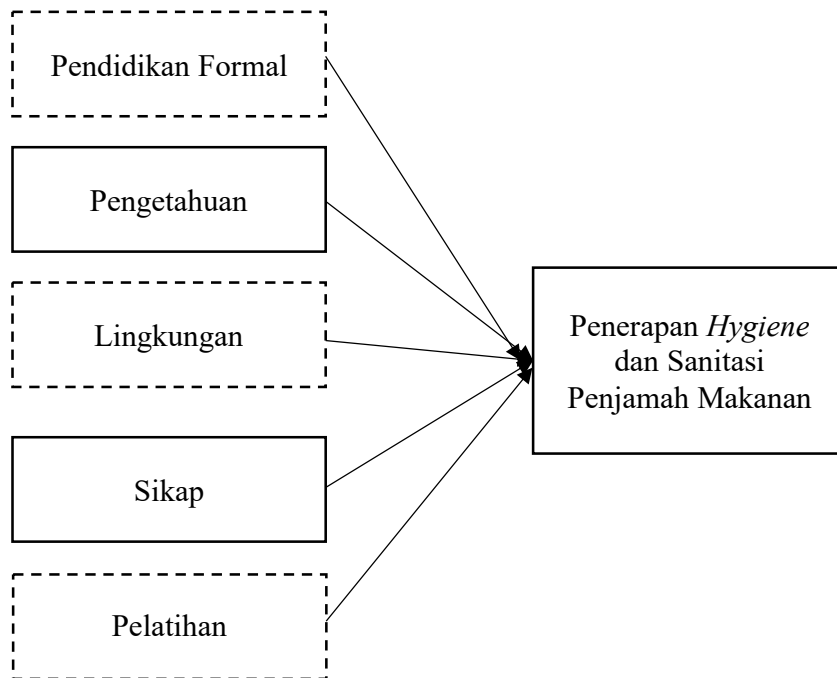 Pendidikan Formal
Pengetahuan
Lingkungan
Sikap
Pelatihan
Penerapan Hygiene
dan Sanitasi
Penjamah Makanan